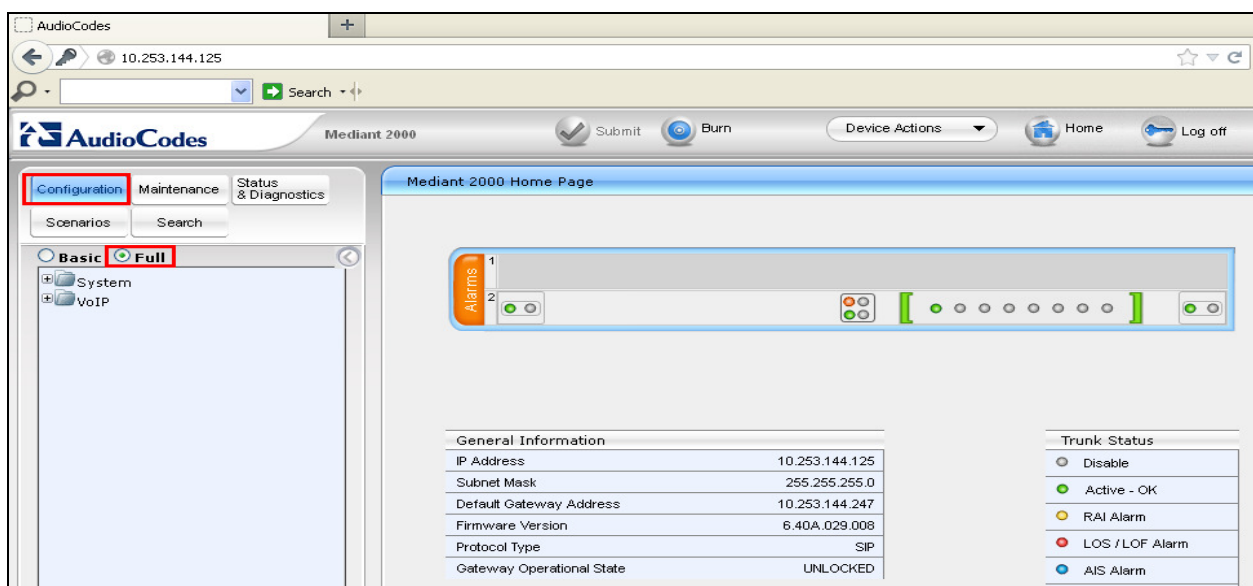 AudioCodes +
10.253.144.125
Search
AudioCodes Mediant 2000 Submit Burn Device Actions Home Log off
Configuration Maintenance Status & Diagnostics
Scenarios Search
Basic Full
System
VoIP
Mediant 2000 Home Page
Alarms
1
2
General Information
IP Address 10.253.144.125
Subnet Mask 255.255.255.0
Default Gateway Address 10.253.144.247
Firmware Version 6.40A.029.008
Protocol Type SIP
Gateway Operational State UNLOCKED
Trunk Status
Disable
Active - OK
RAI Alarm
LOS / LOF Alarm
AIS Alarm